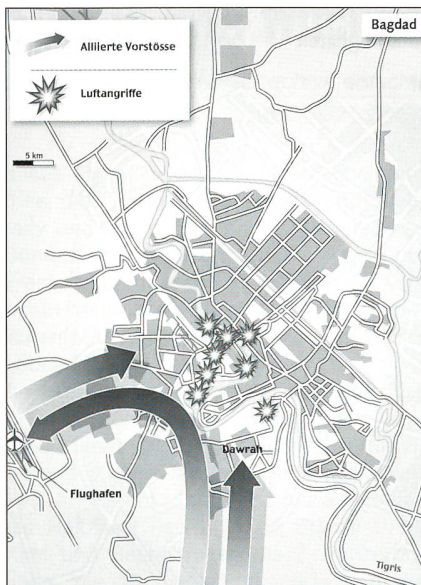 Bagdad
Alliierte Vorstösse
Luftangriffe
5 km
Dawrah
Flughafen
Tigris